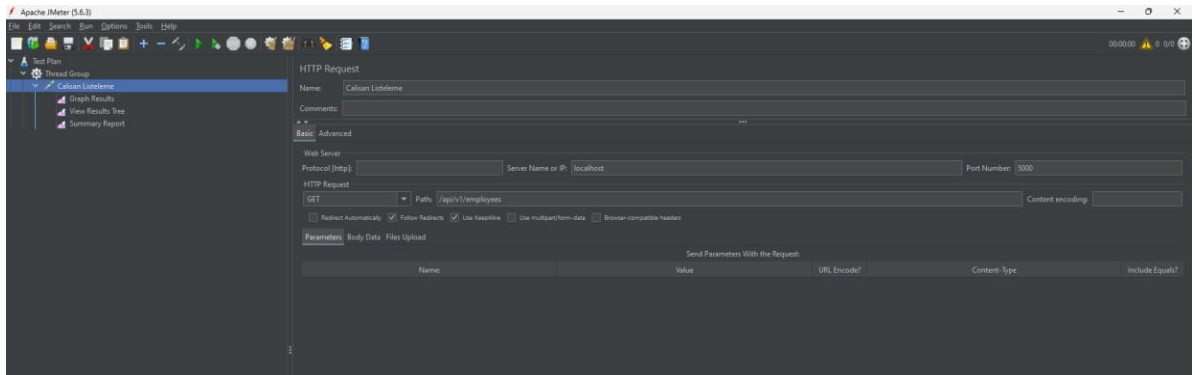 Apache JMeter (5.6.3)
File Edit Search Run Options Tools Help
00:00:00 0 0/0
Test Plan
Thread Group
Calisan Listeleme
Graph Results
View Results Tree
Summary Report
HTTP Request
Name: Calisan Listeleme
Comments:
Basic Advanced
Web Server
Protocol [http]: Server Name or IP: localhost Port Number: 5000
HTTP Request
GET Path: /api/v1/employees Content encoding:
Redirect Automatically Follow Redirects Use KeepAlive Use multipart/form-data Browser-compatible headers
Parameters Body Data Files Upload
Send Parameters With the Request:
Name: Value URL Encode? Content-Type Include Equals?